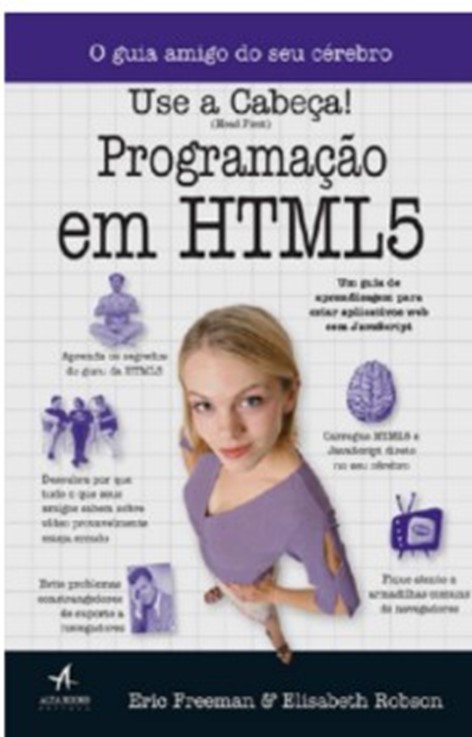 O guia amigo do seu cérebro
Use a Cabeça!
(Head First)
Programação
em HTML5
Um guia de
aprendizagem para
criar aplicativos web
com JavaScript
Aprenda os segredos
do guru da HTML5
Carregue HTML5 e
JavaScript direto
no seu cérebro
Descubra por que
tudo o que seus
amigos sabem sobre
vídeo provavelmente
esteja errado
Evite problemas
constrangedores
de suporte a
navegadores
Fique atento a
armadilhas comuns
de navegadores
ALTA BOOKS
EDITORA
Eric Freeman & Elisabeth Robson